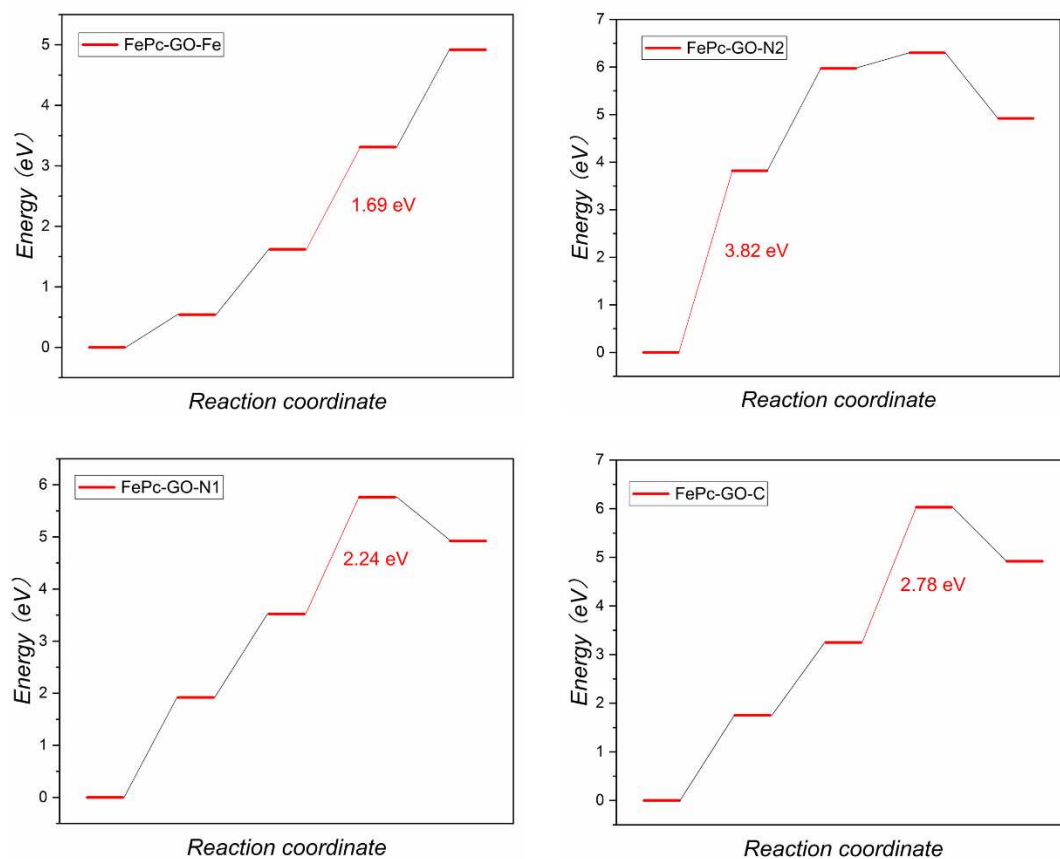 FePc-GO-Fe
5
4
3
2
1
0
1.69 eV
Energy (eV)
Reaction coordinate
FePc-GO-N2
7
6
5
4
3
2
1
0
3.82 eV
Energy (eV)
Reaction coordinate
FePc-GO-N1
6
5
4
3
2
1
0
2.24 eV
Energy (eV)
Reaction coordinate
FePc-GO-C
7
6
5
4
3
2
1
0
2.78 eV
Energy (eV)
Reaction coordinate